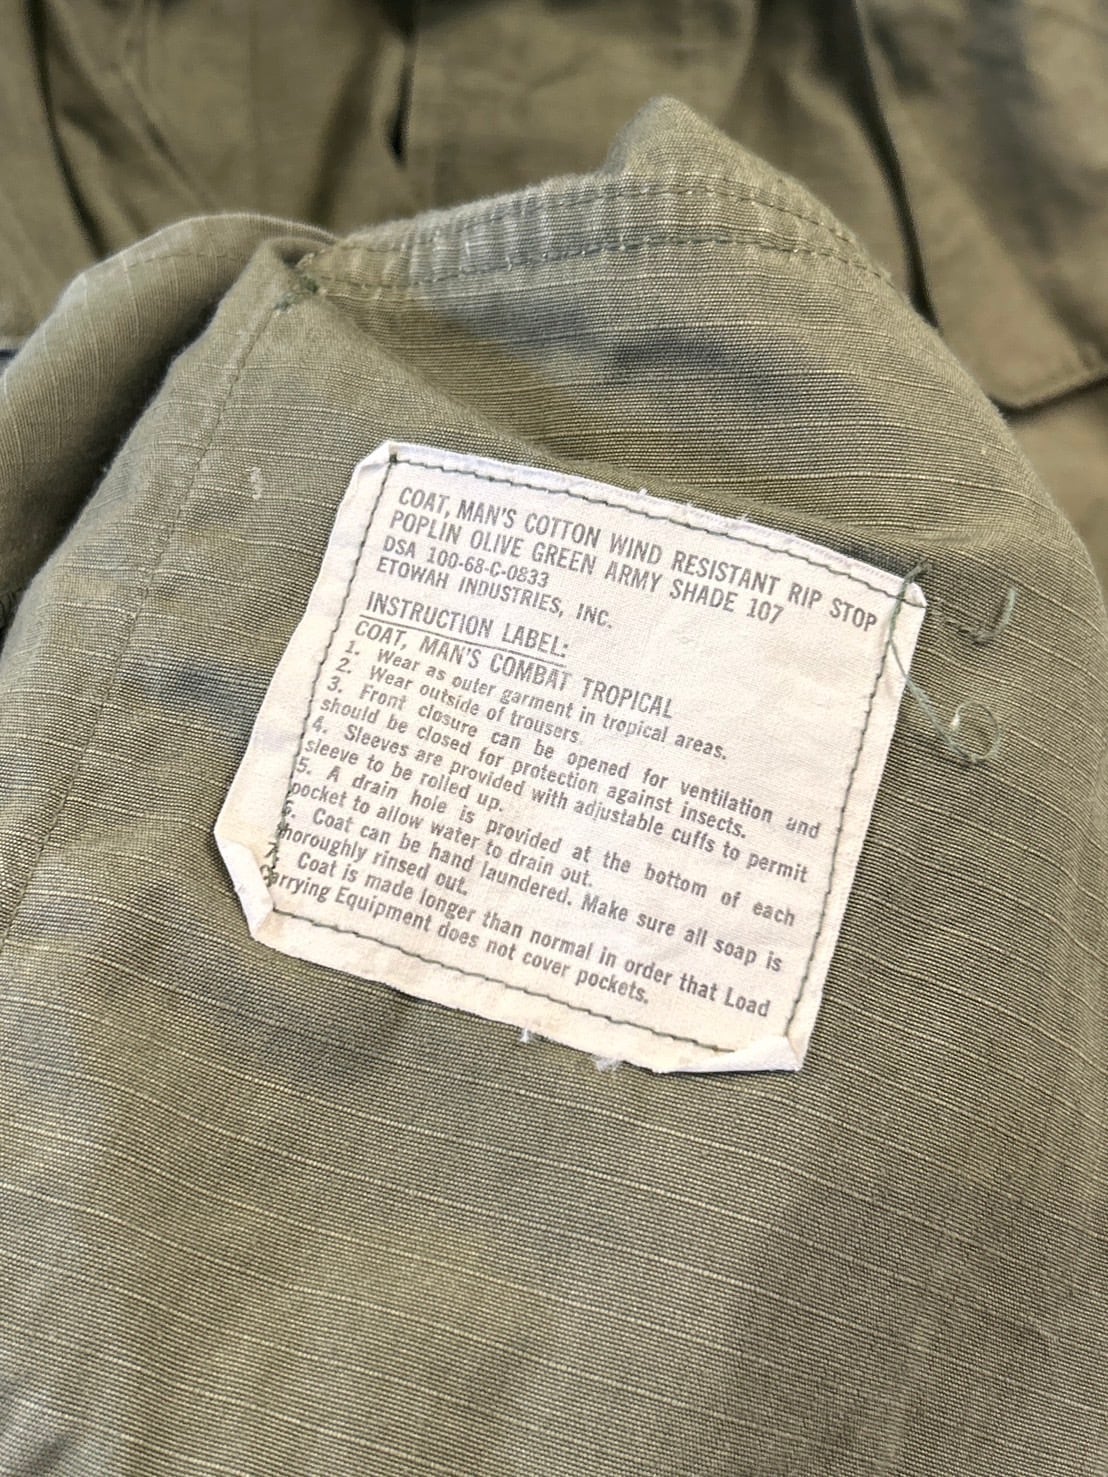 COAT, MAN'S COTTON WIND RESISTANT RIP STOP
POPLIN OLIVE GREEN ARMY SHADE 107
DSA 100-68-C-0833
ETOWAH INDUSTRIES, INC.
INSTRUCTION LABEL:
COAT, MAN'S COMBAT TROPICAL
1. Wear as outer garment in tropical areas.
2. Wear outside of trousers.
3. Front closure can be opened for ventilation and
should be closed for protection against insects.
4. Sleeves are provided with adjustable cuffs to permit
sleeve to be rolled up.
5. A drain hole is provided at the bottom of each
pocket to allow water to drain out.
6. Coat can be hand laundered. Make sure all soap is
thoroughly rinsed out.
7. Coat is made longer than normal in order that Load
Carrying Equipment does not cover pockets.